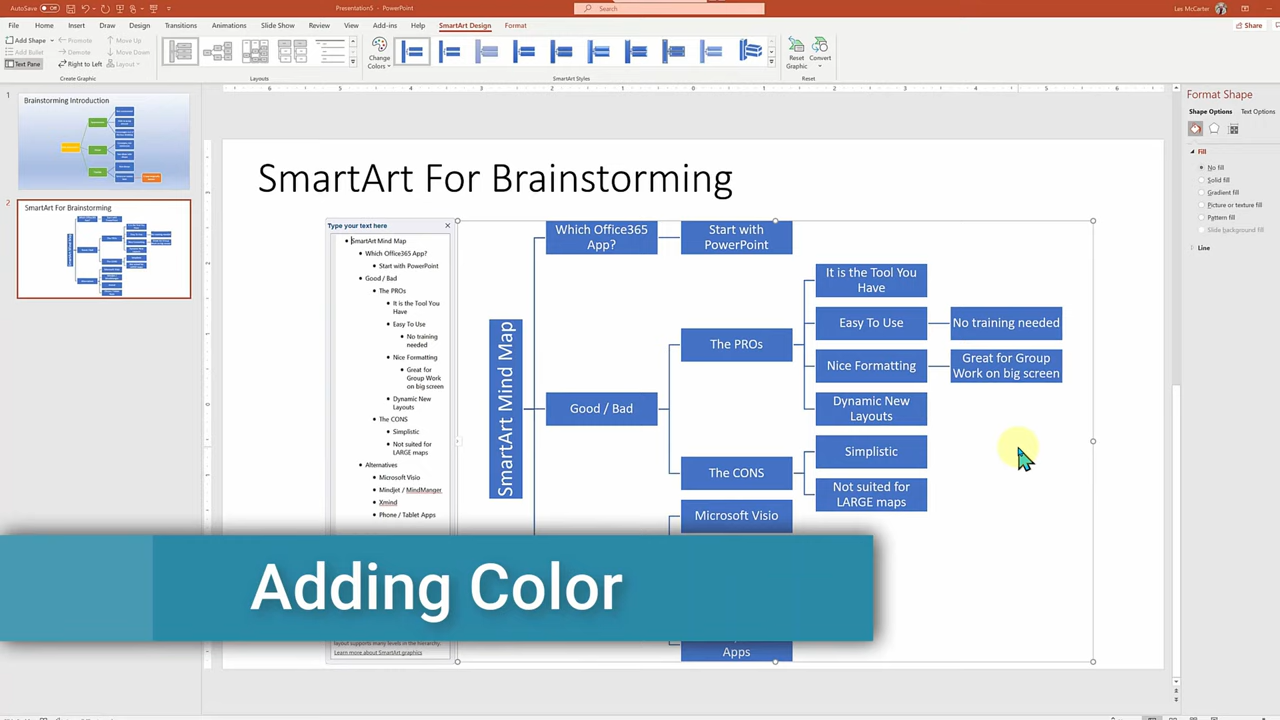 AutoSave Off
Presentation5 - PowerPoint
Search
Les McCarter
File Home Insert Draw Design Transitions Animations Slide Show Review View Add-ins Help SmartArt Design Format
Share
Add Shape Promote Move Up
Add Bullet Demote Move Down
Text Pane Right to Left Layout
Create Graphic
Layouts
Change
Colors
SmartArt Styles
Reset
Graphic
Convert
Reset
1
Brainstorming Introduction
2
SmartArt For Brainstorming
SmartArt For Brainstorming
Type your text here
SmartArt Mind Map
Which Office365 App?
Start with PowerPoint
Good / Bad
The PROs
It is the Tool You
Have
Easy To Use
No training
needed
Nice Formatting
Great for
Group Work
on big screen
Dynamic New
Layouts
The CONS
Simplistic
Not suited for
LARGE maps
Alternatives
Microsoft Visio
Mindjet / MindManger
Xmind
Phone / Tablet Apps
layout supports many levels in the hierarchy.
Learn more about SmartArt graphics
SmartArt Mind Map
Which Office365
App?
Start with
PowerPoint
Good / Bad
The PROs
It is the Tool You
Have
Easy To Use
No training needed
Nice Formatting
Great for Group
Work on big screen
Dynamic New
Layouts
The CONS
Simplistic
Not suited for
LARGE maps
Microsoft Visio
Apps
Adding Color
Format Shape
Shape Options Text Options
Fill
No fill
Solid fill
Gradient fill
Picture or texture fill
Pattern fill
Slide background fill
Line